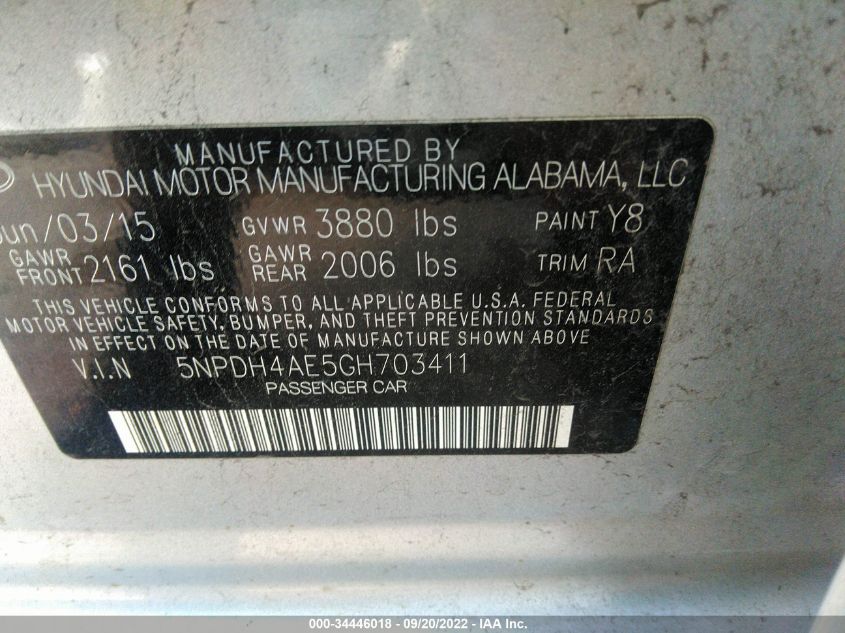 MANUFACTURED BY
HYUNDAI MOTOR MANUFACTURING ALABAMA, LLC
Jun/03/15 GVWR 3880 lbs PAINT Y8
GAWR FRONT 2161 lbs GAWR REAR 2006 lbs TRIM RA
THIS VEHICLE CONFORMS TO ALL APPLICABLE U.S.A. FEDERAL
MOTOR VEHICLE SAFETY, BUMPER, AND THEFT PREVENTION STANDARDS
IN EFFECT ON THE DATE OF MANUFACTURE SHOWN ABOVE
V.I.N 5NPDH4AE5GH703411
PASSENGER CAR
000-34446018 - 09/20/2022 - IAA Inc.